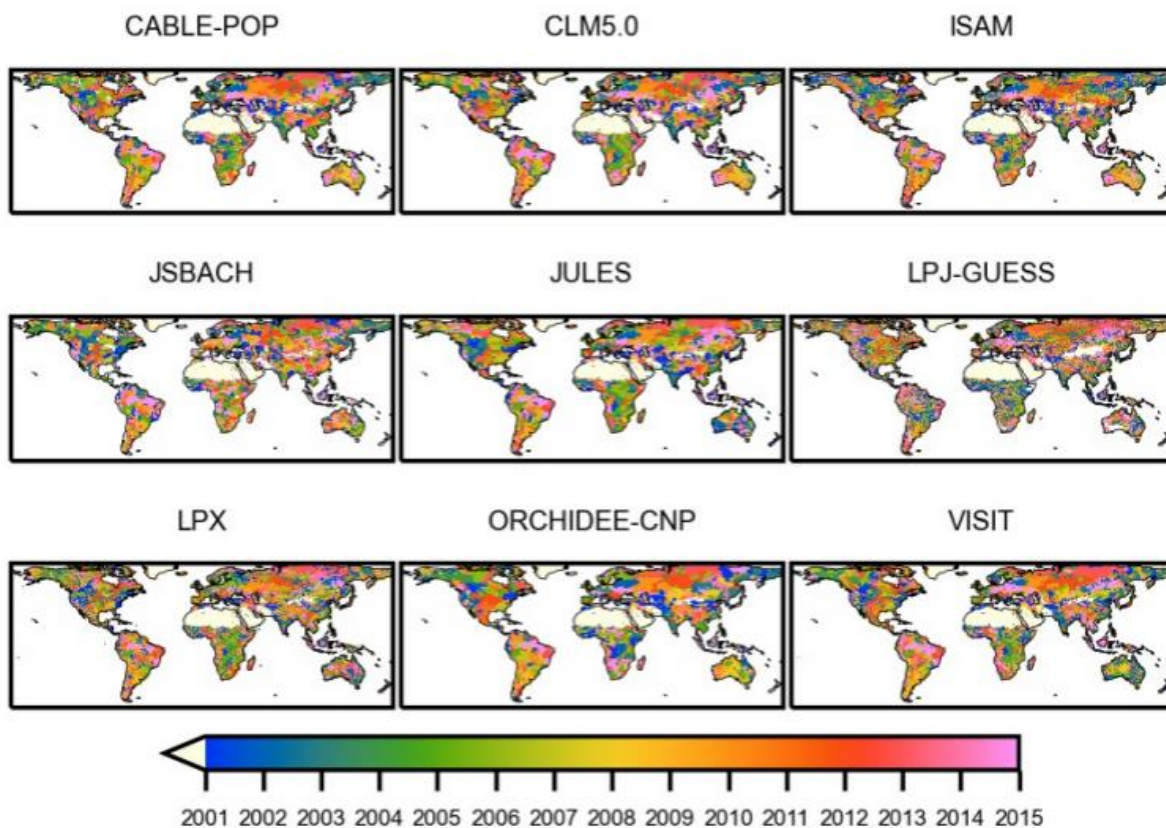 CABLE-POP CLM5.0 ISAM
JSBACH JULES LPJ-GUESS
LPX ORCHIDEE-CNP VISIT
2001 2002 2003 2004 2005 2006 2007 2008 2009 2010 2011 2012 2013 2014 2015